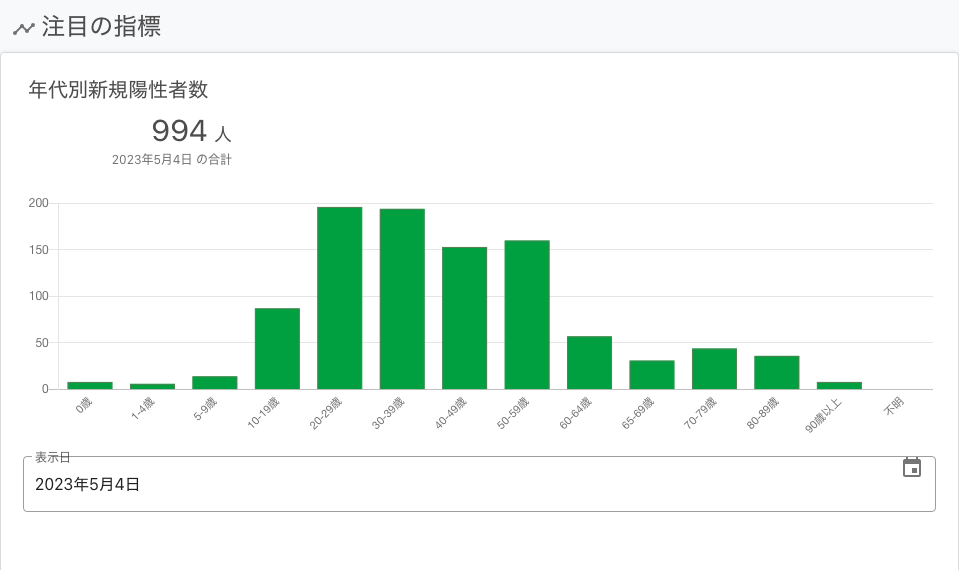 注目の指標
年代別新規陽性者数
994 人
2023年5月4日 の合計
200
150
100
50
0
0歳
1-4歳
5-9歳
10-19歳
20-29歳
30-39歳
40-49歳
50-59歳
60-64歳
65-69歳
70-79歳
80-89歳
90歳以上
不明
表示日
2023年5月4日